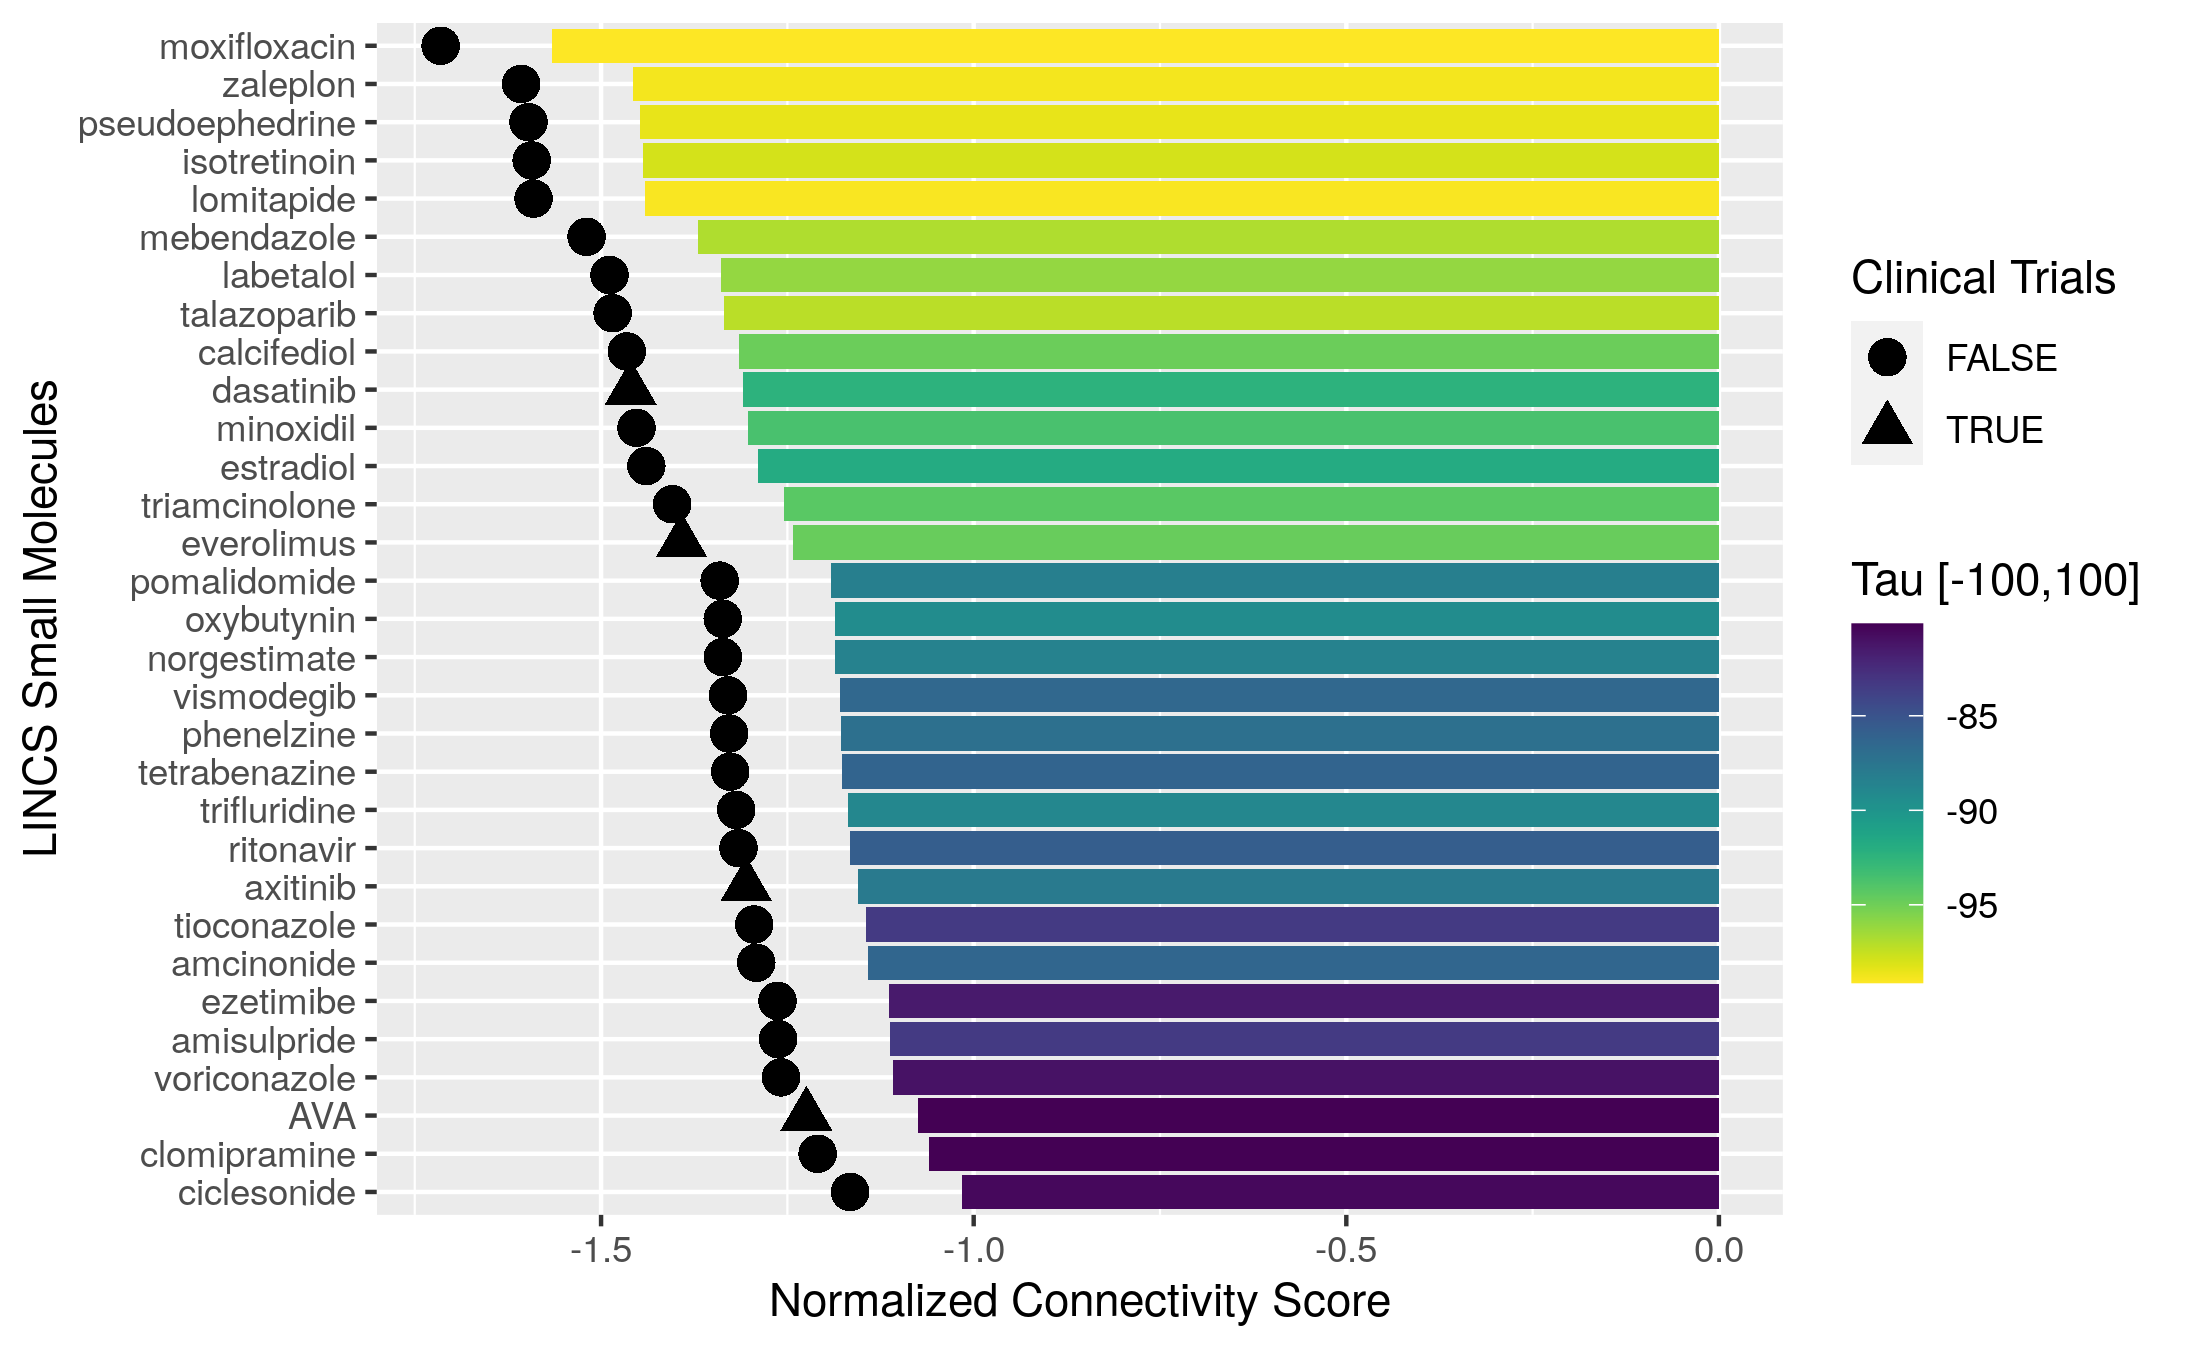 LINCS Small Molecules
moxifloxacin
zaleplon
pseudoephedrine
isotretinoin
lomitapide
mebendazole
labetalol
talazoparib
calcifediol
dasatinib
minoxidil
estradiol
triamcinolone
everolimus
pomalidomide
oxybutynin
norgestimate
vismodegib
phenelzine
tetrabenazine
trifluridine
ritonavir
axitinib
tioconazole
amcinonide
ezetimibe
amisulpride
voriconazole
AVA
clomipramine
ciclesonide
-1.5 -1.0 -0.5 0.0
Normalized Connectivity Score
Clinical Trials
FALSE
TRUE
Tau [-100,100]
-85
-90
-95